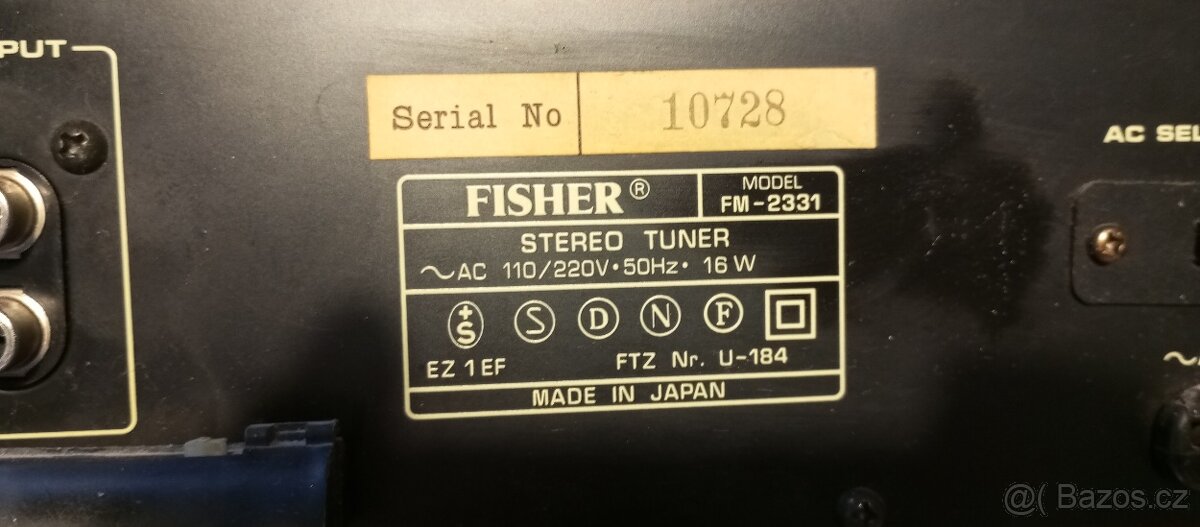 PUT
Serial No 10728
AC SEL
FISHER® MODEL FM-2331
STEREO TUNER
~AC 110/220V·50Hz· 16 W
+S S D N F
EZ 1 EF FTZ Nr. U-184
MADE IN JAPAN
~
@( Bazos.cz